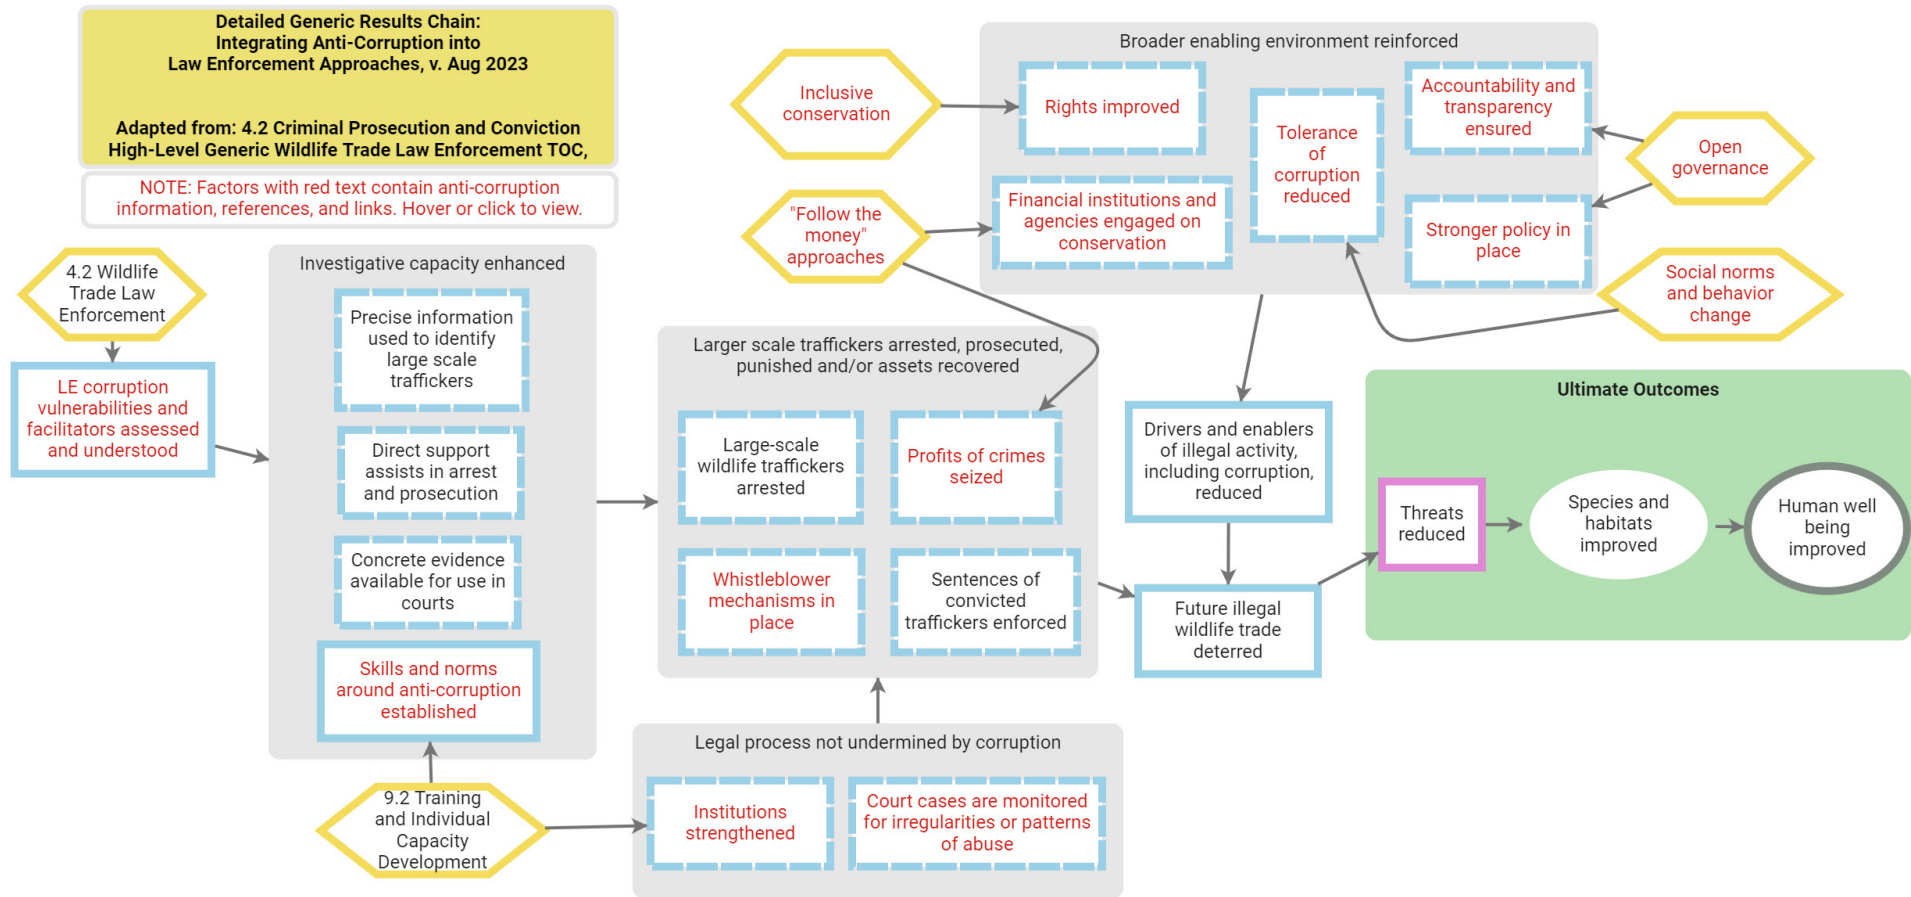 Detailed Generic Results Chain:
Integrating Anti-Corruption into
Law Enforcement Approaches, v. Aug 2023
Adapted from: 4.2 Criminal Prosecution and Conviction
High-Level Generic Wildlife Trade Law Enforcement TOC,
NOTE: Factors with red text contain anti-corruption
information, references, and links. Hover or click to view.
4.2 Wildlife
Trade Law
Enforcement
LE corruption
vulnerabilities and
facilitators assessed
and understood
Investigative capacity enhanced
Precise information
used to identify
large scale
traffickers
Direct support
assists in arrest
and prosecution
Concrete evidence
available for use in
courts
Skills and norms
around anti-corruption
established
9.2 Training
and Individual
Capacity
Development
Inclusive
conservation
"Follow the
money"
approaches
Broader enabling environment reinforced
Rights improved
Financial institutions and
agencies engaged on
conservation
Tolerance
of
corruption
reduced
Accountability and
transparency
ensured
Stronger policy in
place
Open
governance
Social norms
and behavior
change
Larger scale traffickers arrested, prosecuted,
punished and/or assets recovered
Large-scale
wildlife traffickers
arrested
Profits of crimes
seized
Whistleblower
mechanisms in
place
Sentences of
convicted
traffickers enforced
Legal process not undermined by corruption
Institutions
strengthened
Court cases are monitored
for irregularities or patterns
of abuse
Drivers and enablers
of illegal activity,
including corruption,
reduced
Future illegal
wildlife trade
deterred
Ultimate Outcomes
Threats
reduced
Species and
habitats
improved
Human well
being
improved